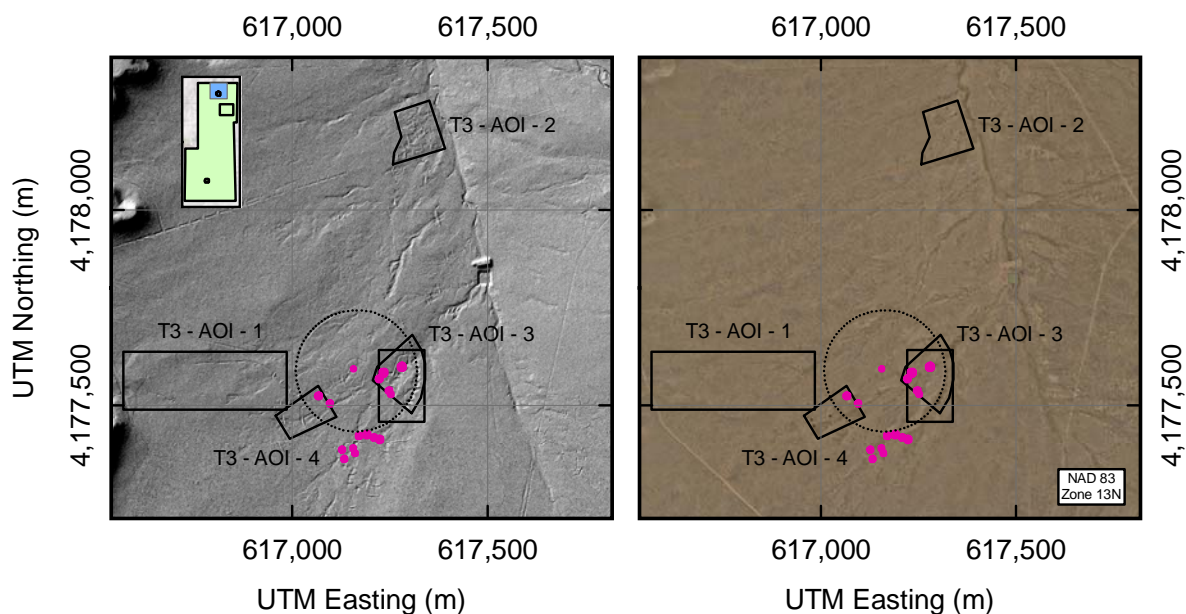 617,000 617,500 617,000 617,500
UTM Northing (m)
4,178,000
4,177,500
T3 - AOI - 2
T3 - AOI - 1
T3 - AOI - 3
T3 - AOI - 4
T3 - AOI - 2
T3 - AOI - 1
T3 - AOI - 3
T3 - AOI - 4
NAD 83
Zone 13N
4,178,000
4,177,500
617,000 617,500 617,000 617,500
UTM Easting (m) UTM Easting (m)